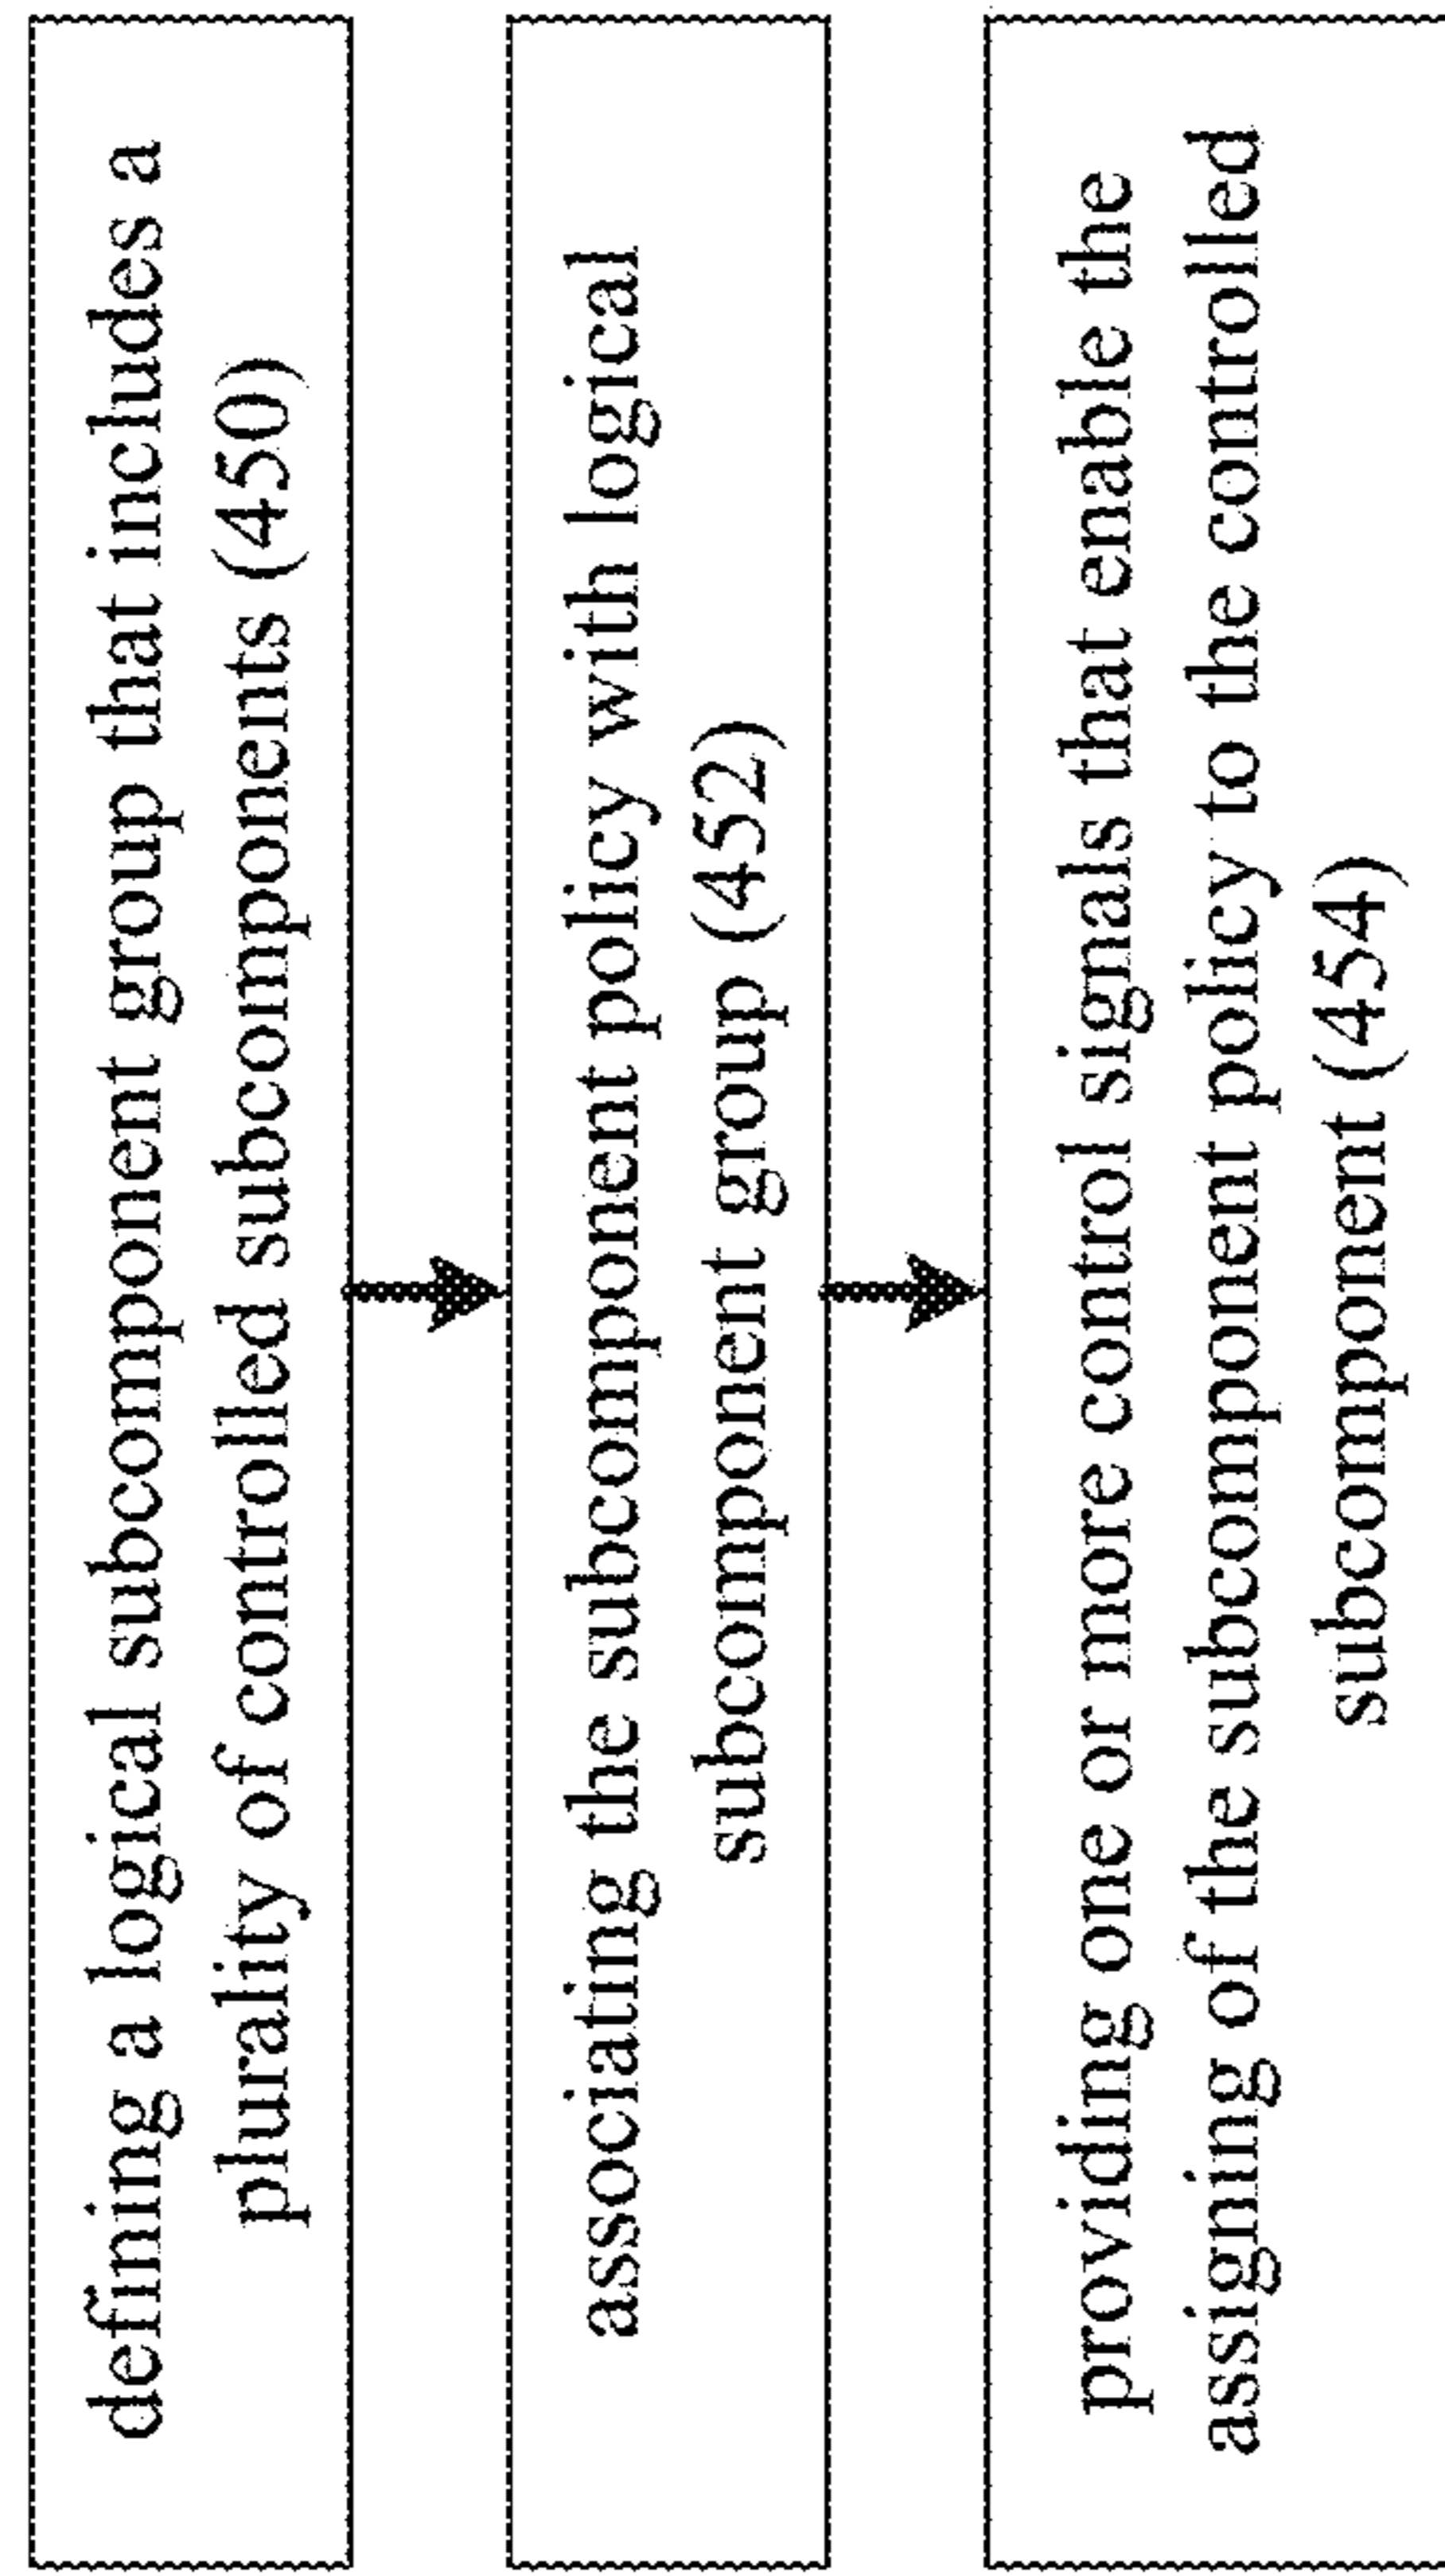 defining a logical subcomponent group that includes a
plurality of controlled subcomponents (450)
associating the subcomponent policy with logical
subcomponent group (452)
providing one or more control signals that enable the
assigning of the subcomponent policy to the controlled
subcomponent (454)